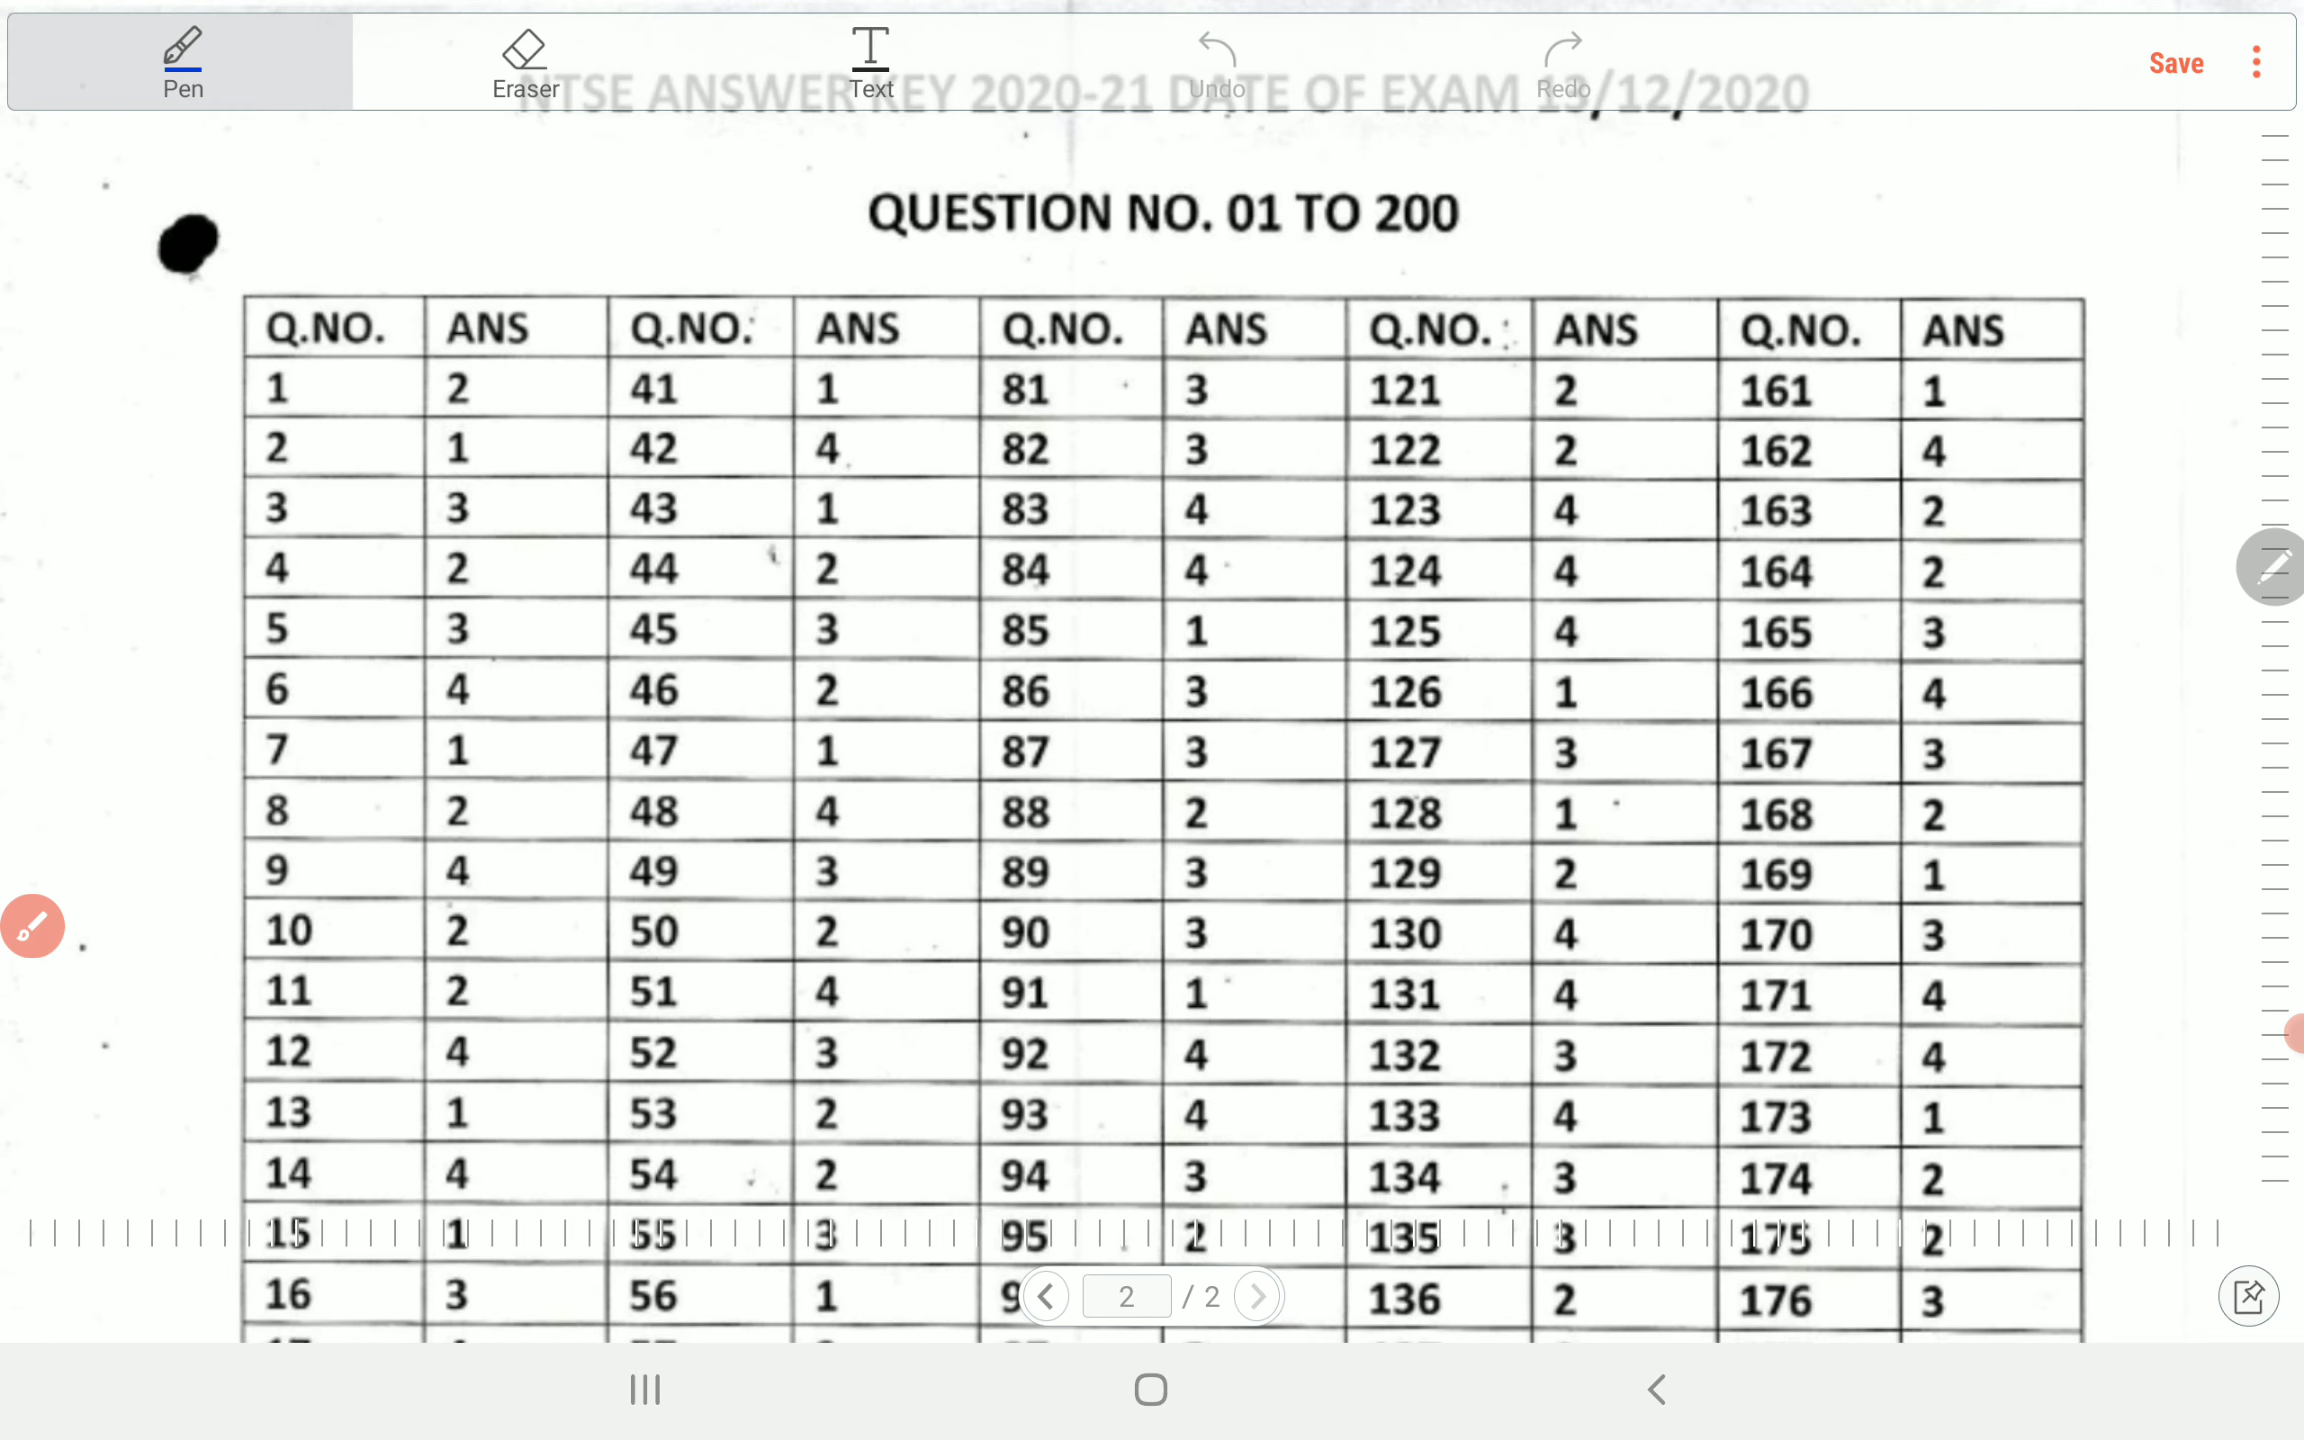 Pen Eraser Text Undo Redo Save
NTSE ANSWER KEY 2020-21 DATE OF EXAM 13/12/2020
QUESTION NO. 01 TO 200
Q.NO. ANS Q.NO. ANS Q.NO. ANS Q.NO. ANS Q.NO. ANS
1 2 41 1 81 3 121 2 161 1
2 1 42 4 82 3 122 2 162 4
3 3 43 1 83 4 123 4 163 2
4 2 44 2 84 4 124 4 164 2
5 3 45 3 85 1 125 4 165 3
6 4 46 2 86 3 126 1 166 4
7 1 47 1 87 3 127 3 167 3
8 2 48 4 88 2 128 1 168 2
9 4 49 3 89 3 129 2 169 1
10 2 50 2 90 3 130 4 170 3
11 2 51 4 91 1 131 4 171 4
12 4 52 3 92 4 132 3 172 4
13 1 53 2 93 4 133 4 173 1
14 4 54 2 94 3 134 3 174 2
15 1 55 3 95 2 135 3 175 2
16 3 56 1 9 136 2 176 3
2 / 2